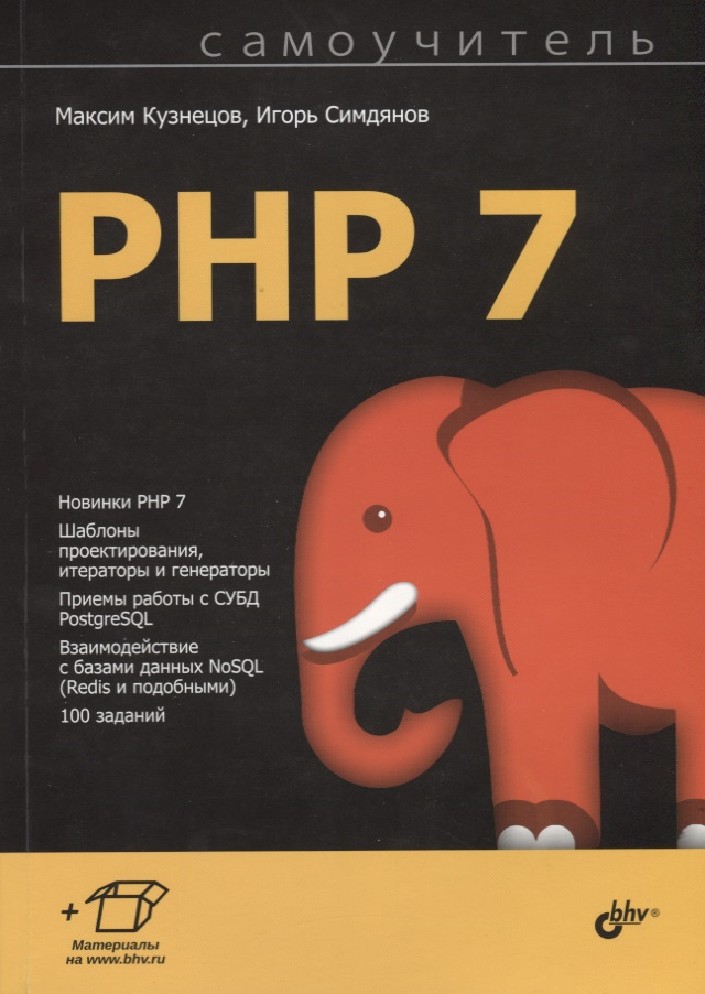 самоучитель
Максим Кузнецов, Игорь Симдянов
PHP 7
Новинки PHP 7
Шаблоны
проектирования,
итераторы и генераторы
Приемы работы с СУБД
PostgreSQL
Взаимодействие
с базами данных NoSQL
(Redis и подобными)
100 заданий
+
Материалы
на www.bhv.ru
bhv®